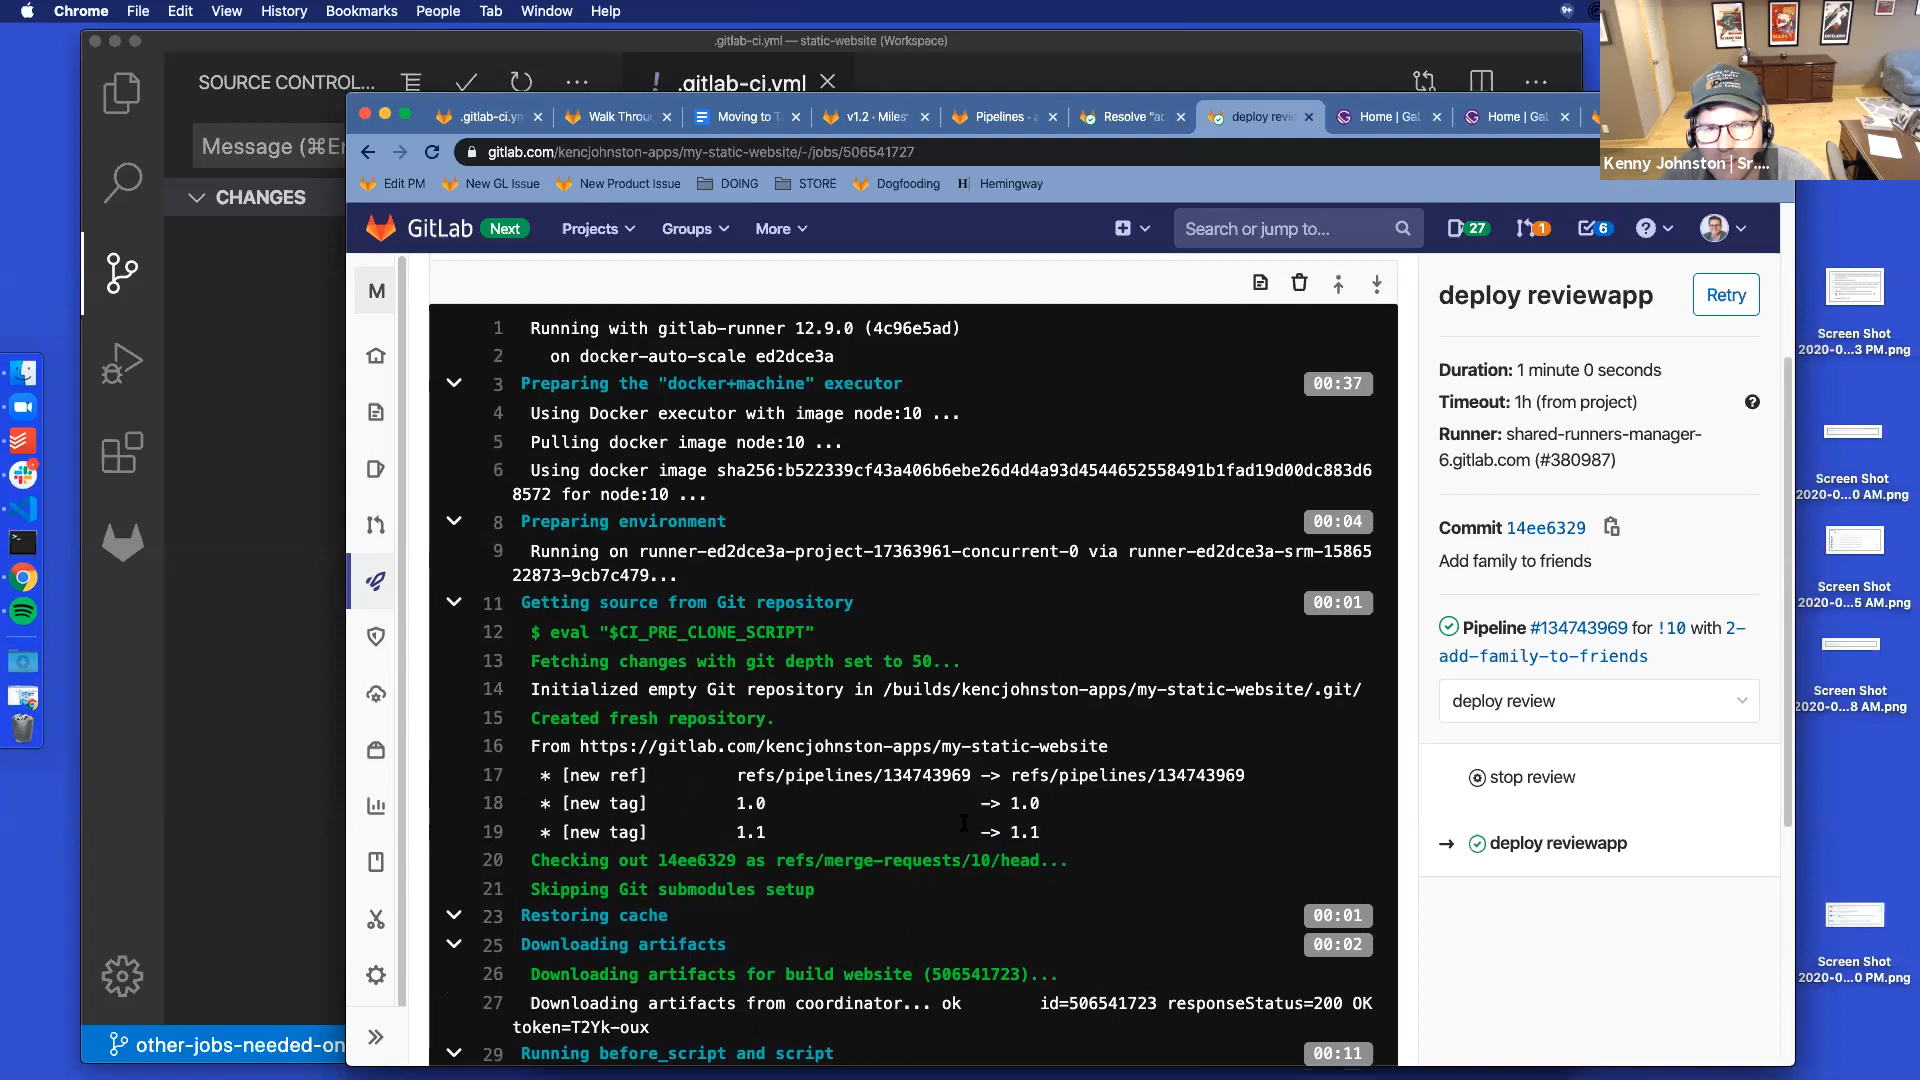 Chrome File Edit View History Bookmarks People Tab Window Help
9+
.gitlab-ci.yml — static-website (Workspace)
SOURCE CONTROL... ...
! .gitlab-ci.yml
Message (⌘E
CHANGES
.gitlab-ci.ym
Walk Throu
Moving to T
v1.2 · Miles
Pipelines · a
Resolve "ac
deploy revie
Home | Gat
Home | Gat
gitlab.com/kencjohnston-apps/my-static-website/-/jobs/506541727
Edit PM New GL Issue New Product Issue DOING STORE Dogfooding H Hemingway
GitLab Next Projects Groups More Search or jump to... 27 1 6
M
1 Running with gitlab-runner 12.9.0 (4c96e5ad)
2 on docker-auto-scale ed2dce3a
3 Preparing the "docker+machine" executor 00:37
4 Using Docker executor with image node:10 ...
5 Pulling docker image node:10 ...
6 Using docker image sha256:b522339cf43a406b6ebe26d4d4a93d4544652558491b1fad19d00dc883d6
8572 for node:10 ...
8 Preparing environment 00:04
9 Running on runner-ed2dce3a-project-17363961-concurrent-0 via runner-ed2dce3a-srm-15865
22873-9cb7c479...
11 Getting source from Git repository 00:01
12 $ eval "$CI_PRE_CLONE_SCRIPT"
13 Fetching changes with git depth set to 50...
14 Initialized empty Git repository in /builds/kencjohnston-apps/my-static-website/.git/
15 Created fresh repository.
16 From https://gitlab.com/kencjohnston-apps/my-static-website
17 * [new ref] refs/pipelines/134743969 -> refs/pipelines/134743969
18 * [new tag] 1.0 -> 1.0
19 * [new tag] 1.1 -> 1.1
20 Checking out 14ee6329 as refs/merge-requests/10/head...
21 Skipping Git submodules setup
23 Restoring cache 00:01
25 Downloading artifacts 00:02
26 Downloading artifacts for build website (506541723)...
27 Downloading artifacts from coordinator... ok id=506541723 responseStatus=200 OK
token=T2Yk-oux
29 Running before_script and script 00:11
deploy reviewapp Retry
Duration: 1 minute 0 seconds
Timeout: 1h (from project)
Runner: shared-runners-manager-
6.gitlab.com (#380987)
Commit 14ee6329
Add family to friends
Pipeline #134743969 for !10 with 2-
add-family-to-friends
deploy review
stop review
→ deploy reviewapp
other-jobs-needed-on
Kenny Johnston | Sr....
Screen Shot
2020-0...3 PM.png
Screen Shot
2020-0...0 AM.png
Screen Shot
2020-0...5 AM.png
Screen Shot
2020-0...8 AM.png
Screen Shot
2020-0...0 PM.png